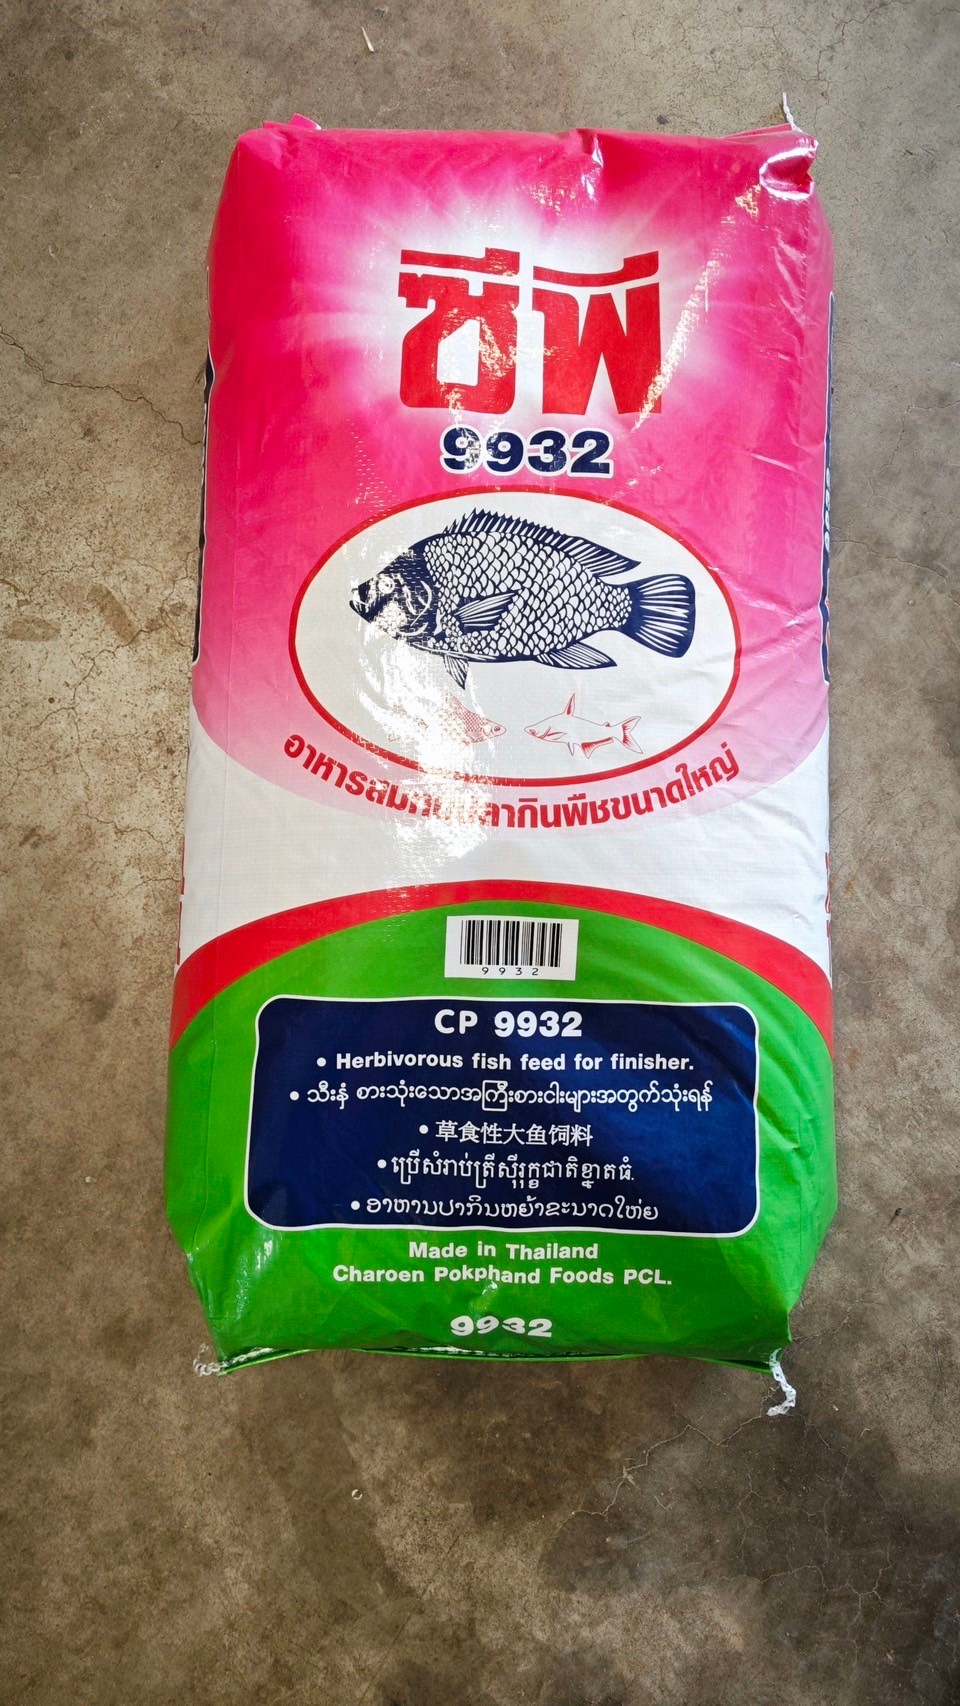 ซีพี
9932
อาหารสมทบปลากินพืชขนาดใหญ่
9932
CP 9932
• Herbivorous fish feed for finisher.
• သီးနှံ စားသုံးသောအကြီးစားငါးများအတွက်သုံးရန်
• 草食性大鱼饲料
• ប្រើសំរាប់ត្រីស៊ីរុក្ខជាតិខ្នាតធំ.
• ອາຫານປາກິນຫຍ້າຂະນາດໃຫ່ຍ
Made in Thailand
Charoen Pokphand Foods PCL.
9932